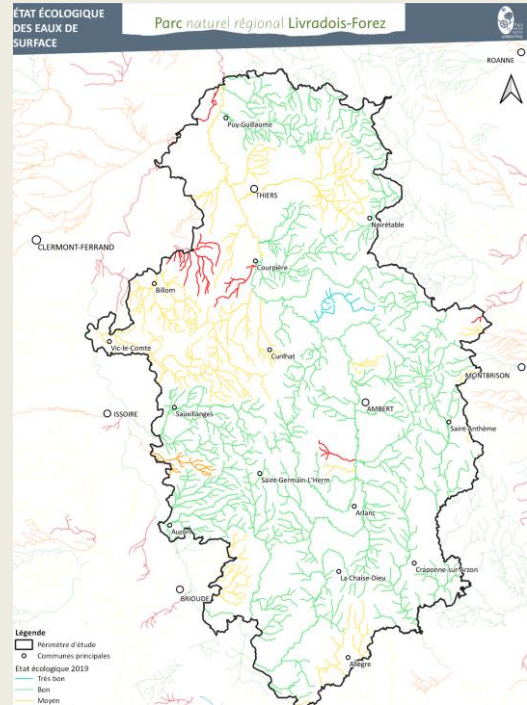 ÉTAT ÉCOLOGIQUE
DES EAUX DE
SURFACE
Parc naturel régional Livradois-Forez
ROANNE
Puy-Guillaume
THIERS
Noirétable
CLERMONT-FERRAND
Courpière
Billom
Vic-le-Comte
Cunlhat
MONTBRISON
AMBERT
ISSOIRE
Sauxillanges
Saint-Anthème
Saint-Germain-L'Herm
Arlanc
Auzon
Craponne-sur-Arzon
La Chaise-Dieu
BRIOUDE
Allègre
Légende
Périmètre d'étude
Communes principales
Etat écologique 2019
Très bon
Bon
Moyen